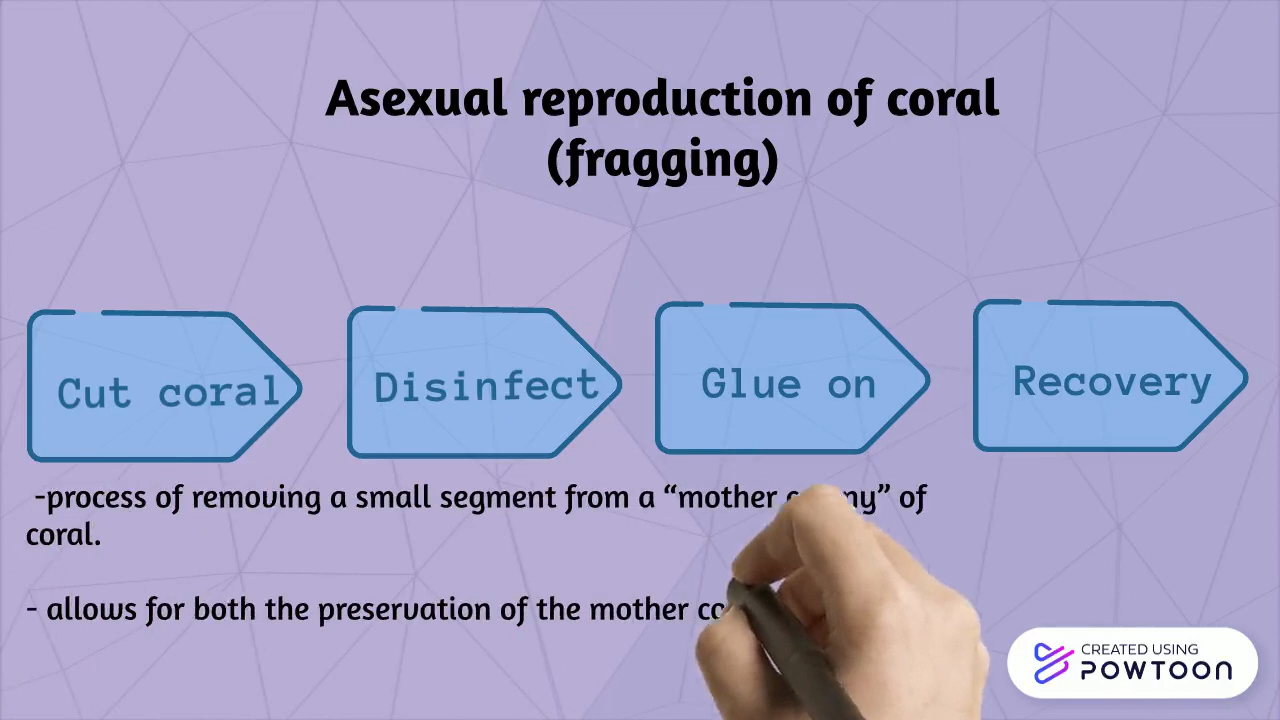 Asexual reproduction of coral
(fragging)
Cut coral
Disinfect
Glue on
Recovery
-process of removing a small segment from a “mother of
coral.
- allows for both the preservation of the mother
CREATED USING
POWTOON